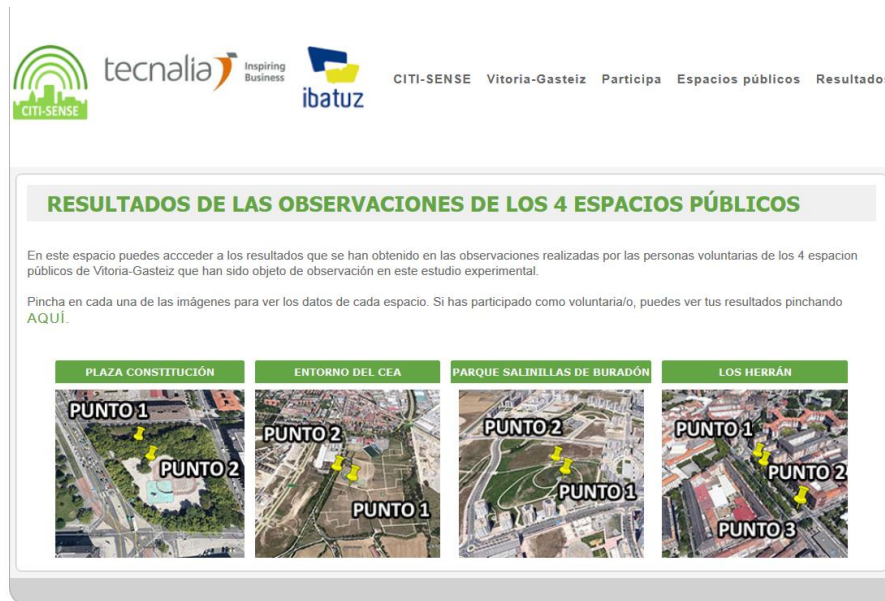 CITI-SENSE
tecnalia Inspiring
Business
ibatuz
CITI-SENSE Vitoria-Gasteiz Participa Espacios públicos Resultados
RESULTADOS DE LAS OBSERVACIONES DE LOS 4 ESPACIOS PÚBLICOS
En este espacio puedes accceder a los resultados que se han obtenido en las observaciones realizadas por las personas voluntarias de los 4 espacion
públicos de Vitoria-Gasteiz que han sido objeto de observación en este estudio experimental.
Pincha en cada una de las imágenes para ver los datos de cada espacio. Si has participado como voluntaria/o, puedes ver tus resultados pinchando
AQUÍ.
PLAZA CONSTITUCIÓN
PUNTO 1
PUNTO 2
ENTORNO DEL CEA
PUNTO 2
PUNTO 1
PARQUE SALINILLAS DE BURADÓN
PUNTO 2
PUNTO 1
LOS HERRÁN
PUNTO 1
PUNTO 2
PUNTO 3